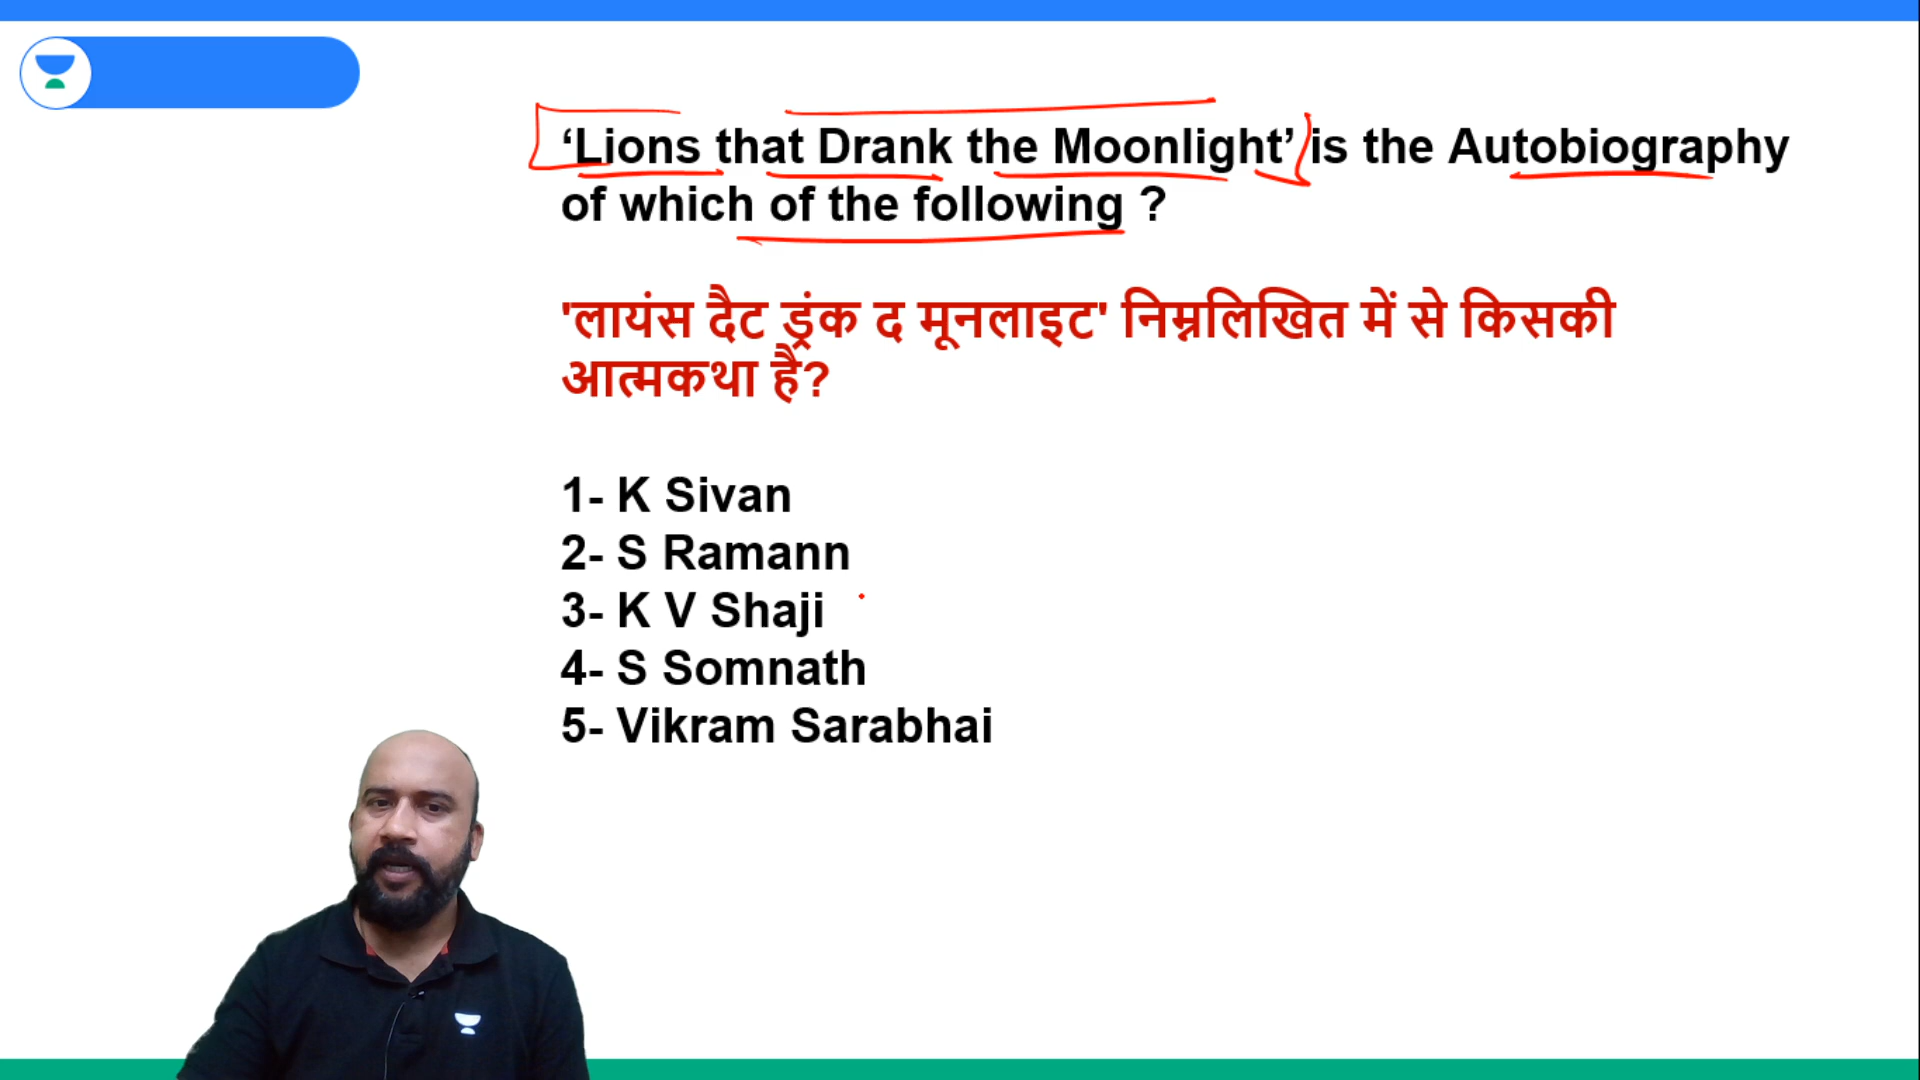 ‘Lions that Drank the Moonlight’ is the Autobiography
of which of the following ?
'लायंस दैट ड्रंक द मूनलाइट' निम्नलिखित में से किसकी
आत्मकथा है?
1- K Sivan
2- S Ramann
3- K V Shaji
4- S Somnath
5- Vikram Sarabhai